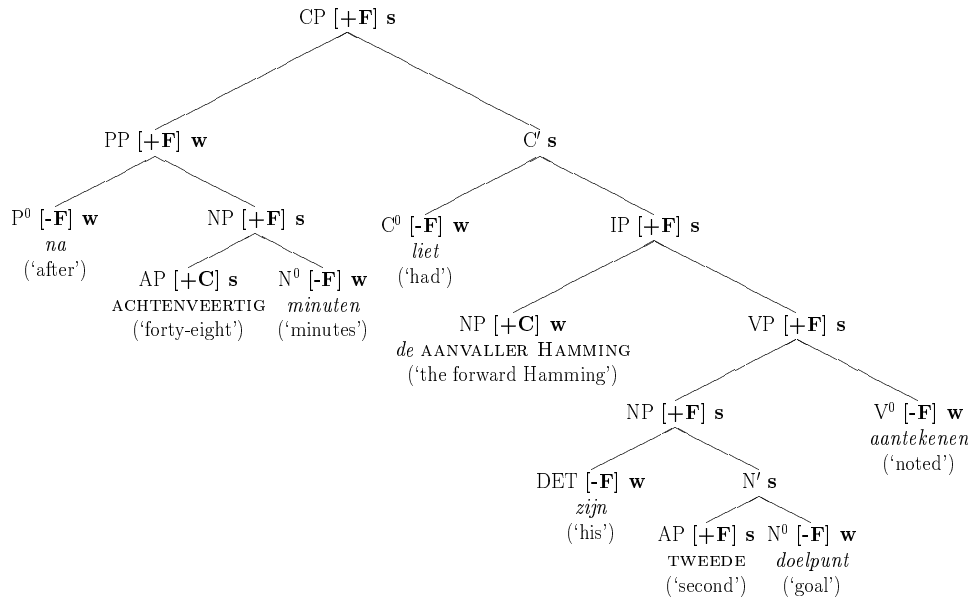 CP [+F] s
PP [+F] w
C′ s
P⁰ [-F] w
na
(‘after’)
NP [+F] s
C⁰ [-F] w
liet
(‘had’)
IP [+F] s
AP [+C] s
ACHTENVEERTIG
(‘forty-eight’)
N⁰ [-F] w
minuten
(‘minutes’)
NP [+C] w
de AANVALLER HAMMING
(‘the forward Hamming’)
VP [+F] s
NP [+F] s
V⁰ [-F] w
aantekenen
(‘noted’)
DET [-F] w
zijn
(‘his’)
N′ s
AP [+F] s
TWEEDE
(‘second’)
N⁰ [-F] w
doelpunt
(‘goal’)